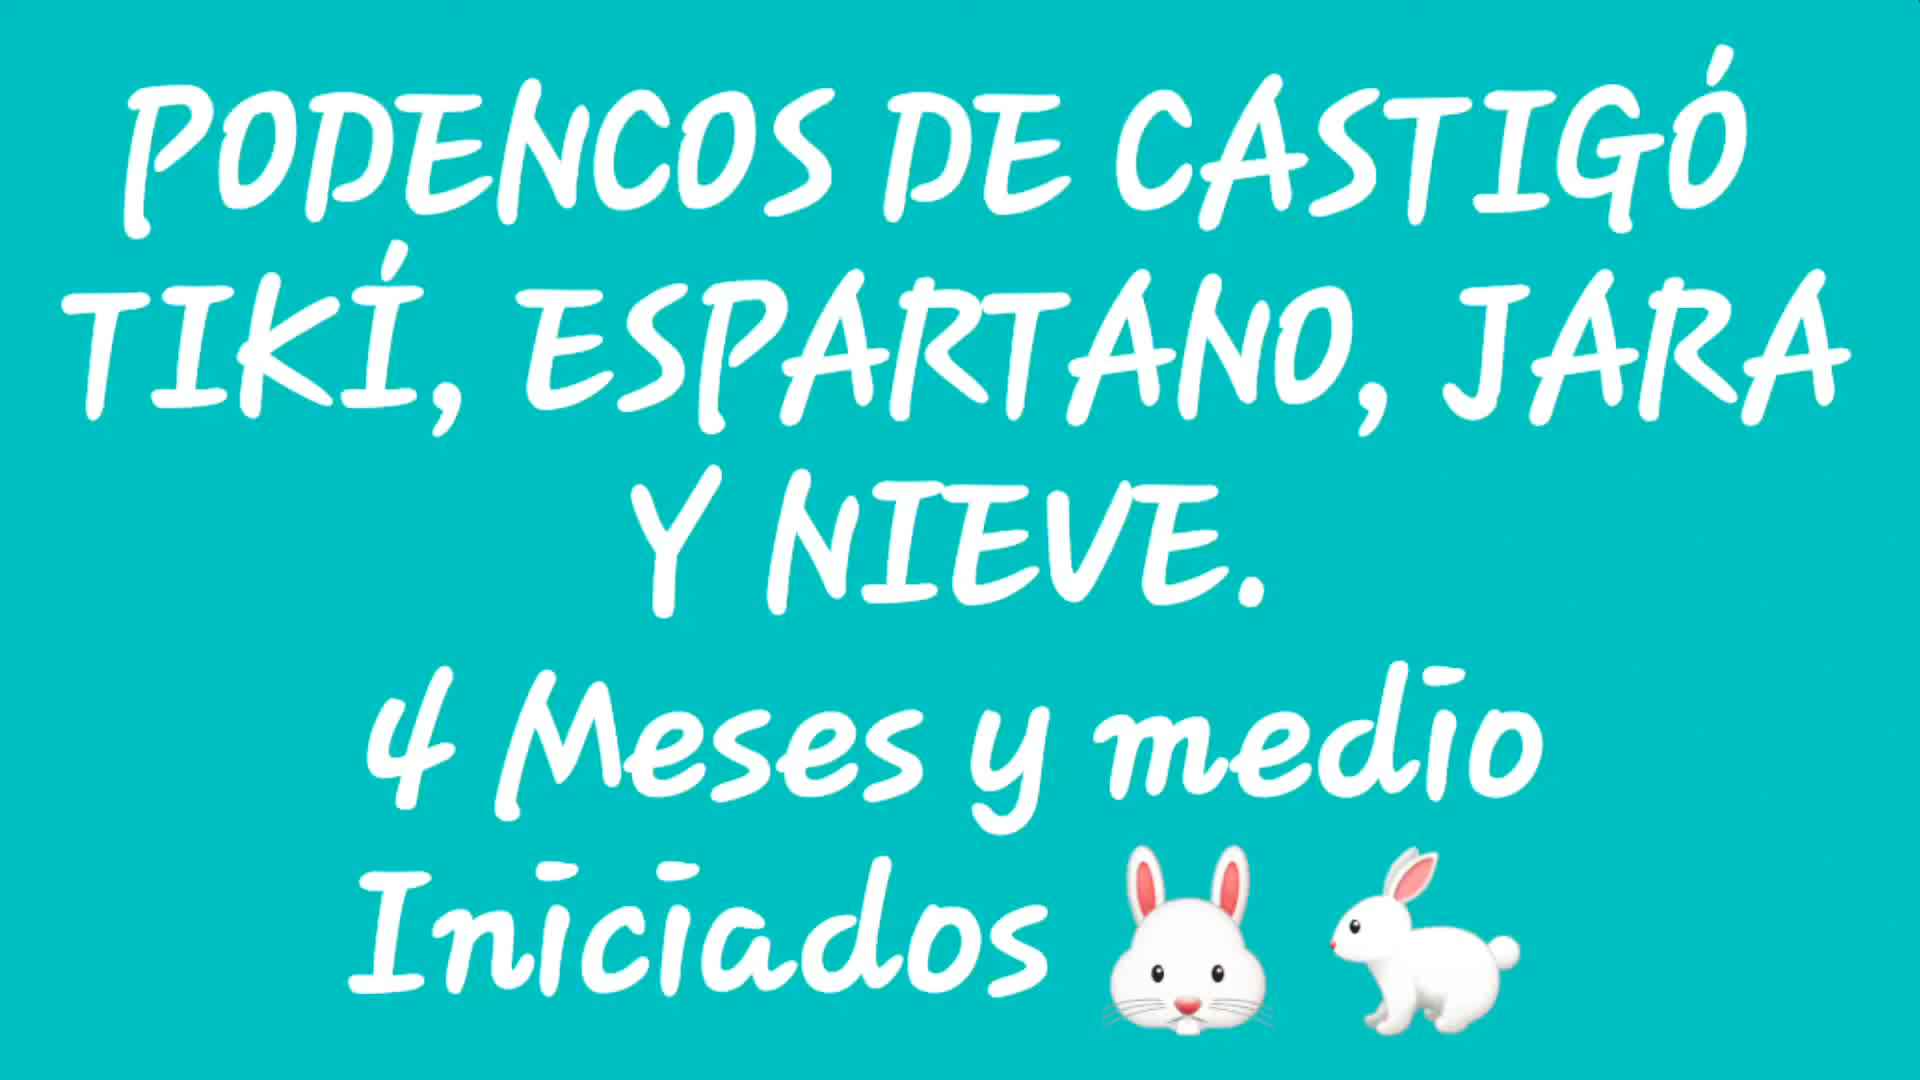 PODENCOS DE CASTIGÓ
TIKÍ, ESPARTANO, JARA
Y NIEVE.
4 Meses y medio
Iniciados 🐰 🐇